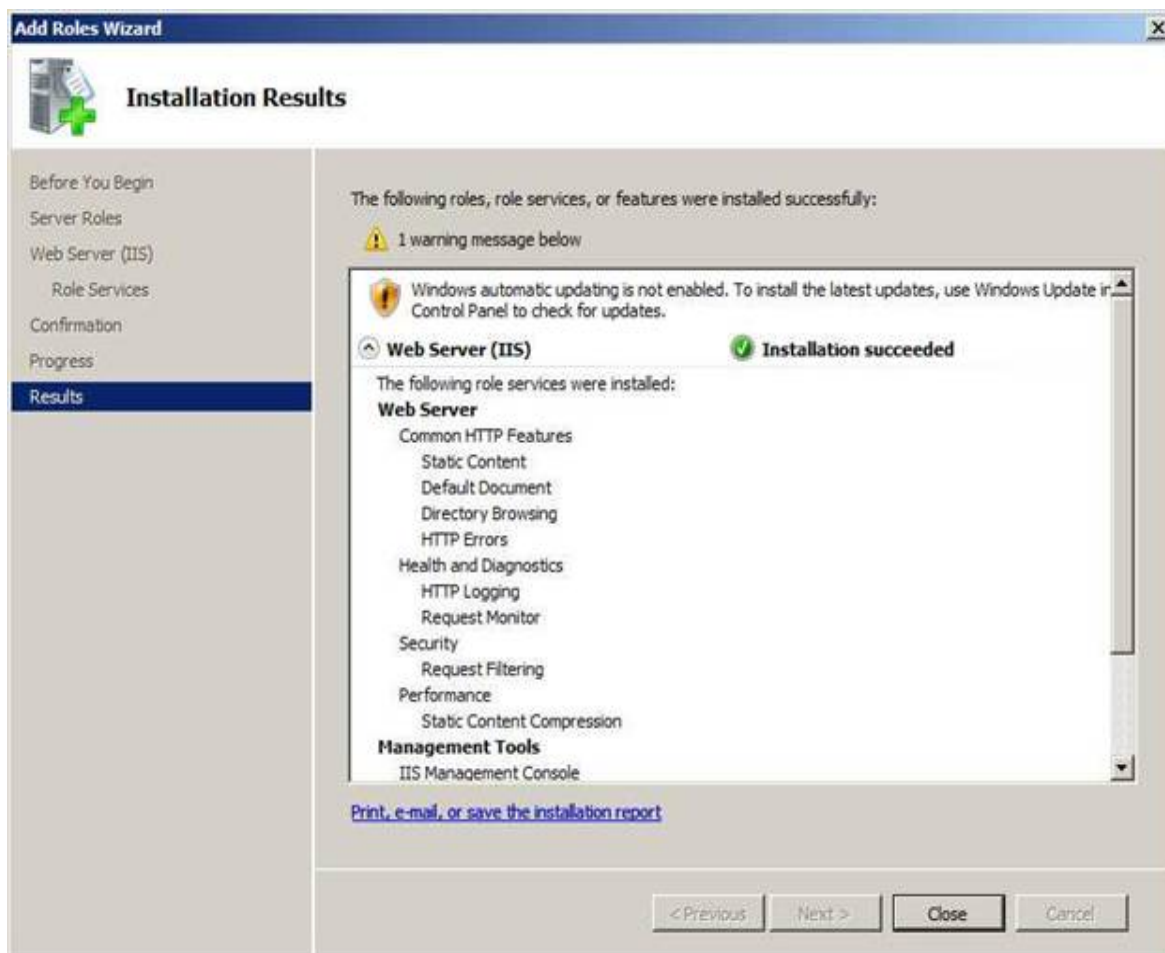 Add Roles Wizard
Installation Results
Before You Begin
Server Roles
Web Server (IIS)
Role Services
Confirmation
Progress
Results
The following roles, role services, or features were installed successfully:
1 warning message below
Windows automatic updating is not enabled. To install the latest updates, use Windows Update in
Control Panel to check for updates.
Web Server (IIS) Installation succeeded
The following role services were installed:
Web Server
Common HTTP Features
Static Content
Default Document
Directory Browsing
HTTP Errors
Health and Diagnostics
HTTP Logging
Request Monitor
Security
Request Filtering
Performance
Static Content Compression
Management Tools
IIS Management Console
Print, e-mail, or save the installation report
< Previous Next > Close Cancel